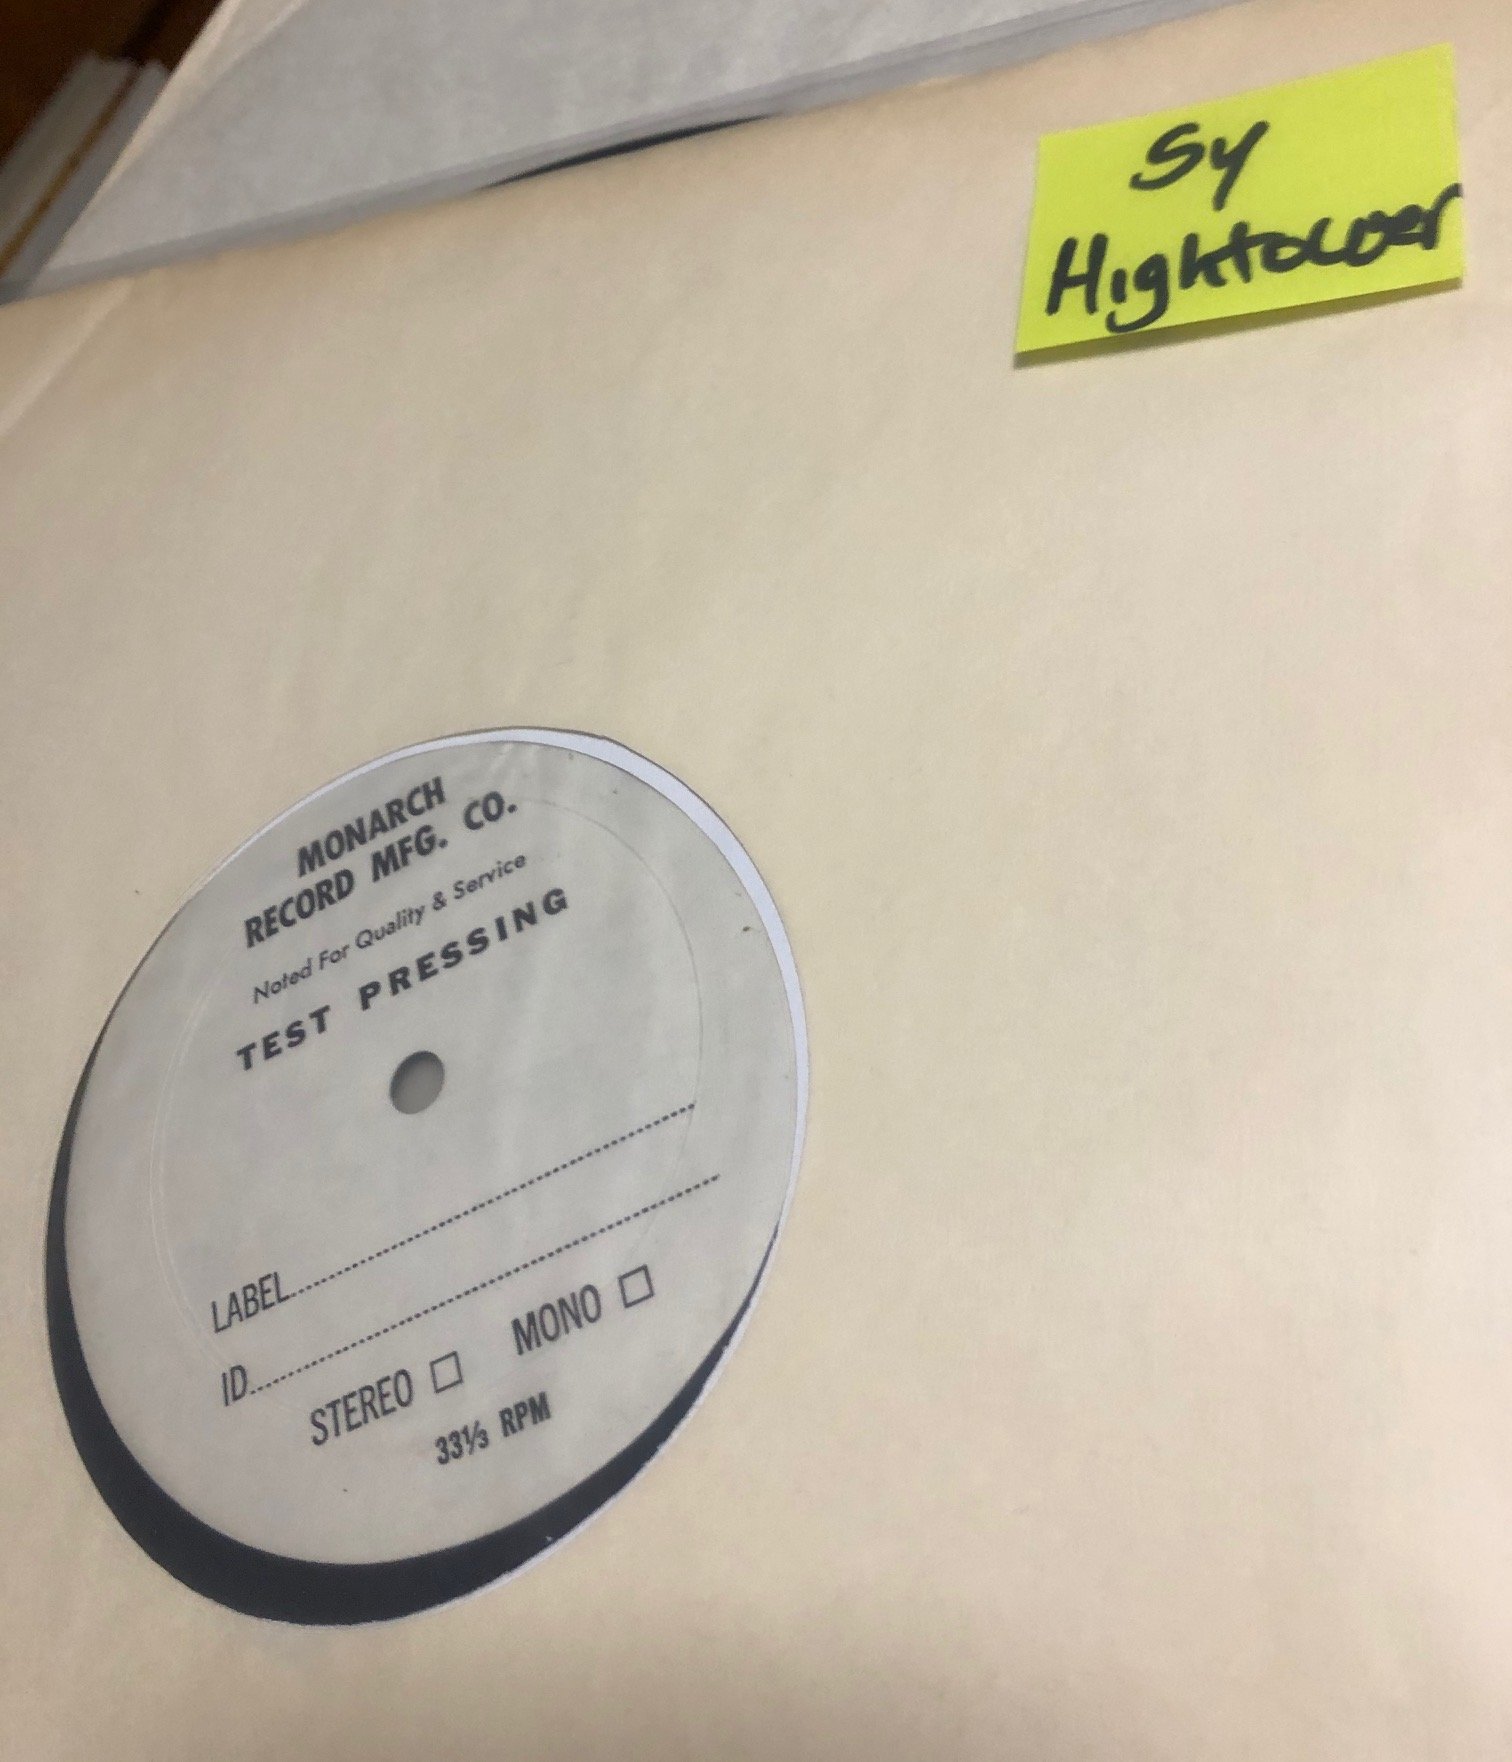 Sy
Hightower
MONARCH
RECORD MFG. CO.
Noted For Quality & Service
TEST PRESSING
LABEL
ID
STEREO □ MONO □
33⅓ RPM